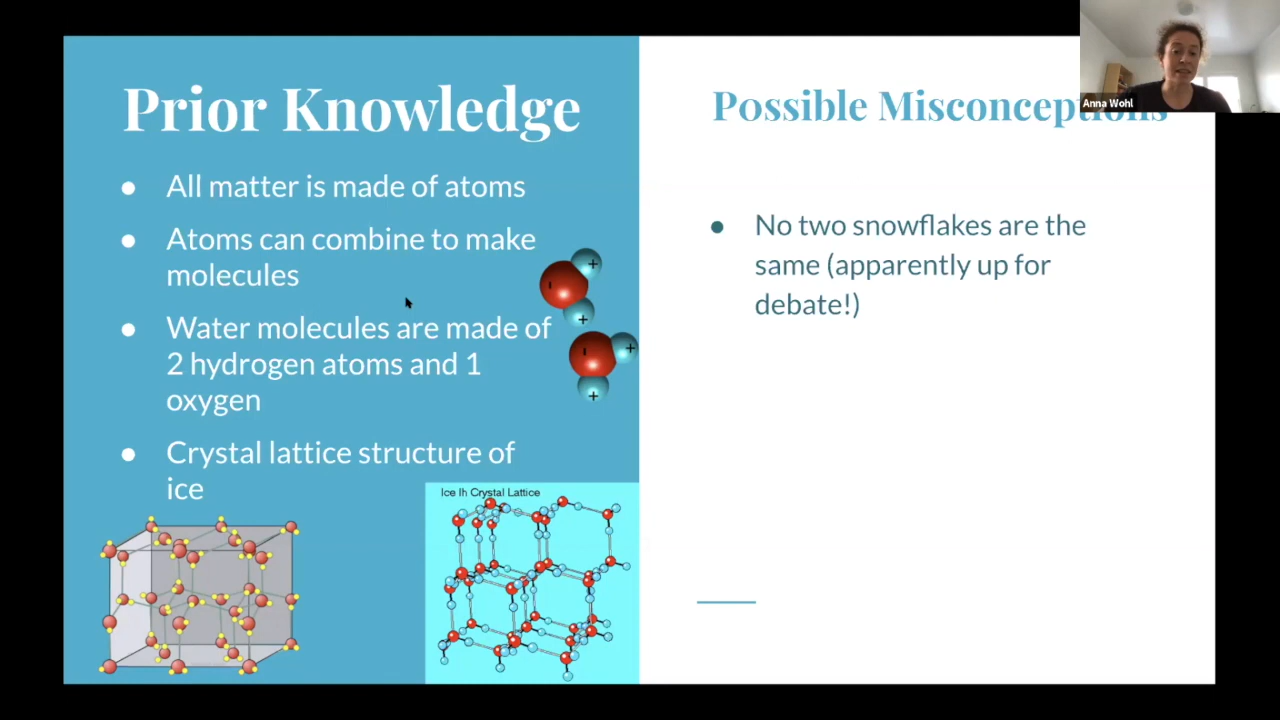 Prior Knowledge
All matter is made of atoms
Atoms can combine to make
molecules
Water molecules are made of
2 hydrogen atoms and 1
oxygen
Crystal lattice structure of
ice
Ice Ih Crystal Lattice
Possible Misconceptions
No two snowflakes are the
same (apparently up for
debate!)
Anna Wohl